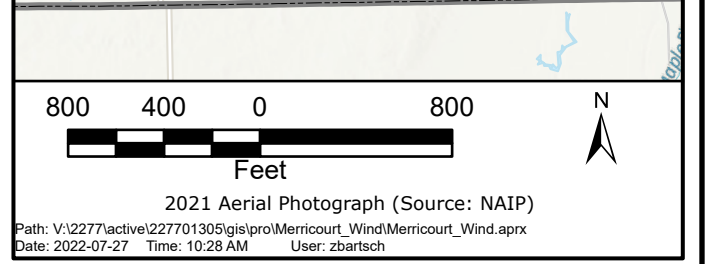 800 400 0 800
N
Feet
2021 Aerial Photograph (Source: NAIP)
Path: V:\2277\active\227701305\gis\pro\Merricourt_Wind\Merricourt_Wind.aprx
Date: 2022-07-27 Time: 10:28 AM User: zbartsch